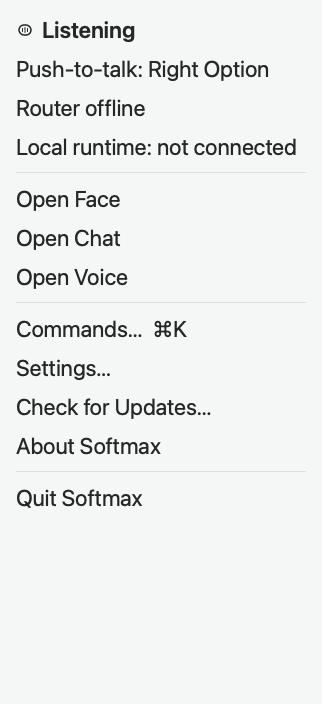 Listening
Push-to-talk: Right Option
Router offline
Local runtime: not connected
Open Face
Open Chat
Open Voice
Commands... ⌘K
Settings...
Check for Updates...
About Softmax
Quit Softmax